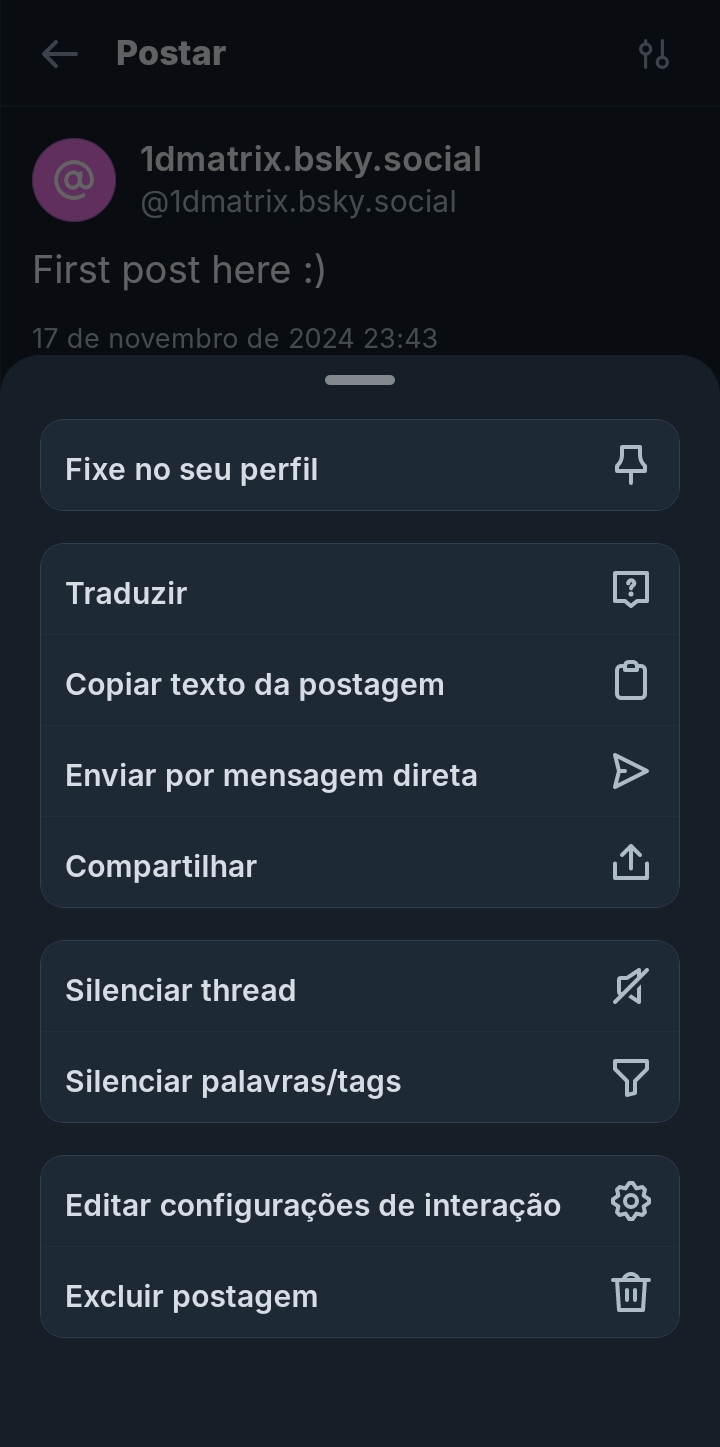 Postar
@
1dmatrix.bsky.social
@1dmatrix.bsky.social
First post here :)
17 de novembro de 2024 23:43
Fixe no seu perfil
Traduzir
Copiar texto da postagem
Enviar por mensagem direta
Compartilhar
Silenciar thread
Silenciar palavras/tags
Editar configurações de interação
Excluir postagem